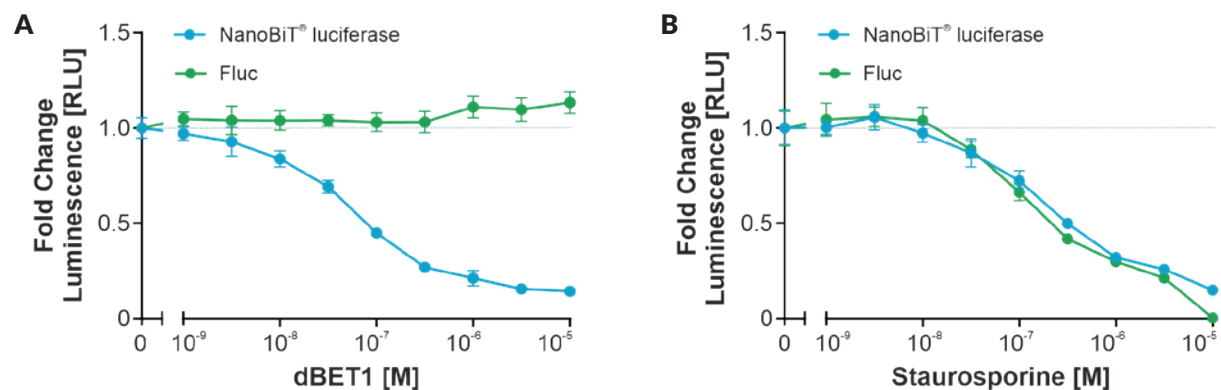 A
NanoBiT® luciferase
Fluc
Fold Change
Luminescence [RLU]
1.5
1.0
0.5
0
0 10⁻⁹ 10⁻⁸ 10⁻⁷ 10⁻⁶ 10⁻⁵
dBET1 [M]
B
NanoBiT® luciferase
Fluc
Fold Change
Luminescence [RLU]
1.5
1.0
0.5
0
0 10⁻⁹ 10⁻⁸ 10⁻⁷ 10⁻⁶ 10⁻⁵
Staurosporine [M]